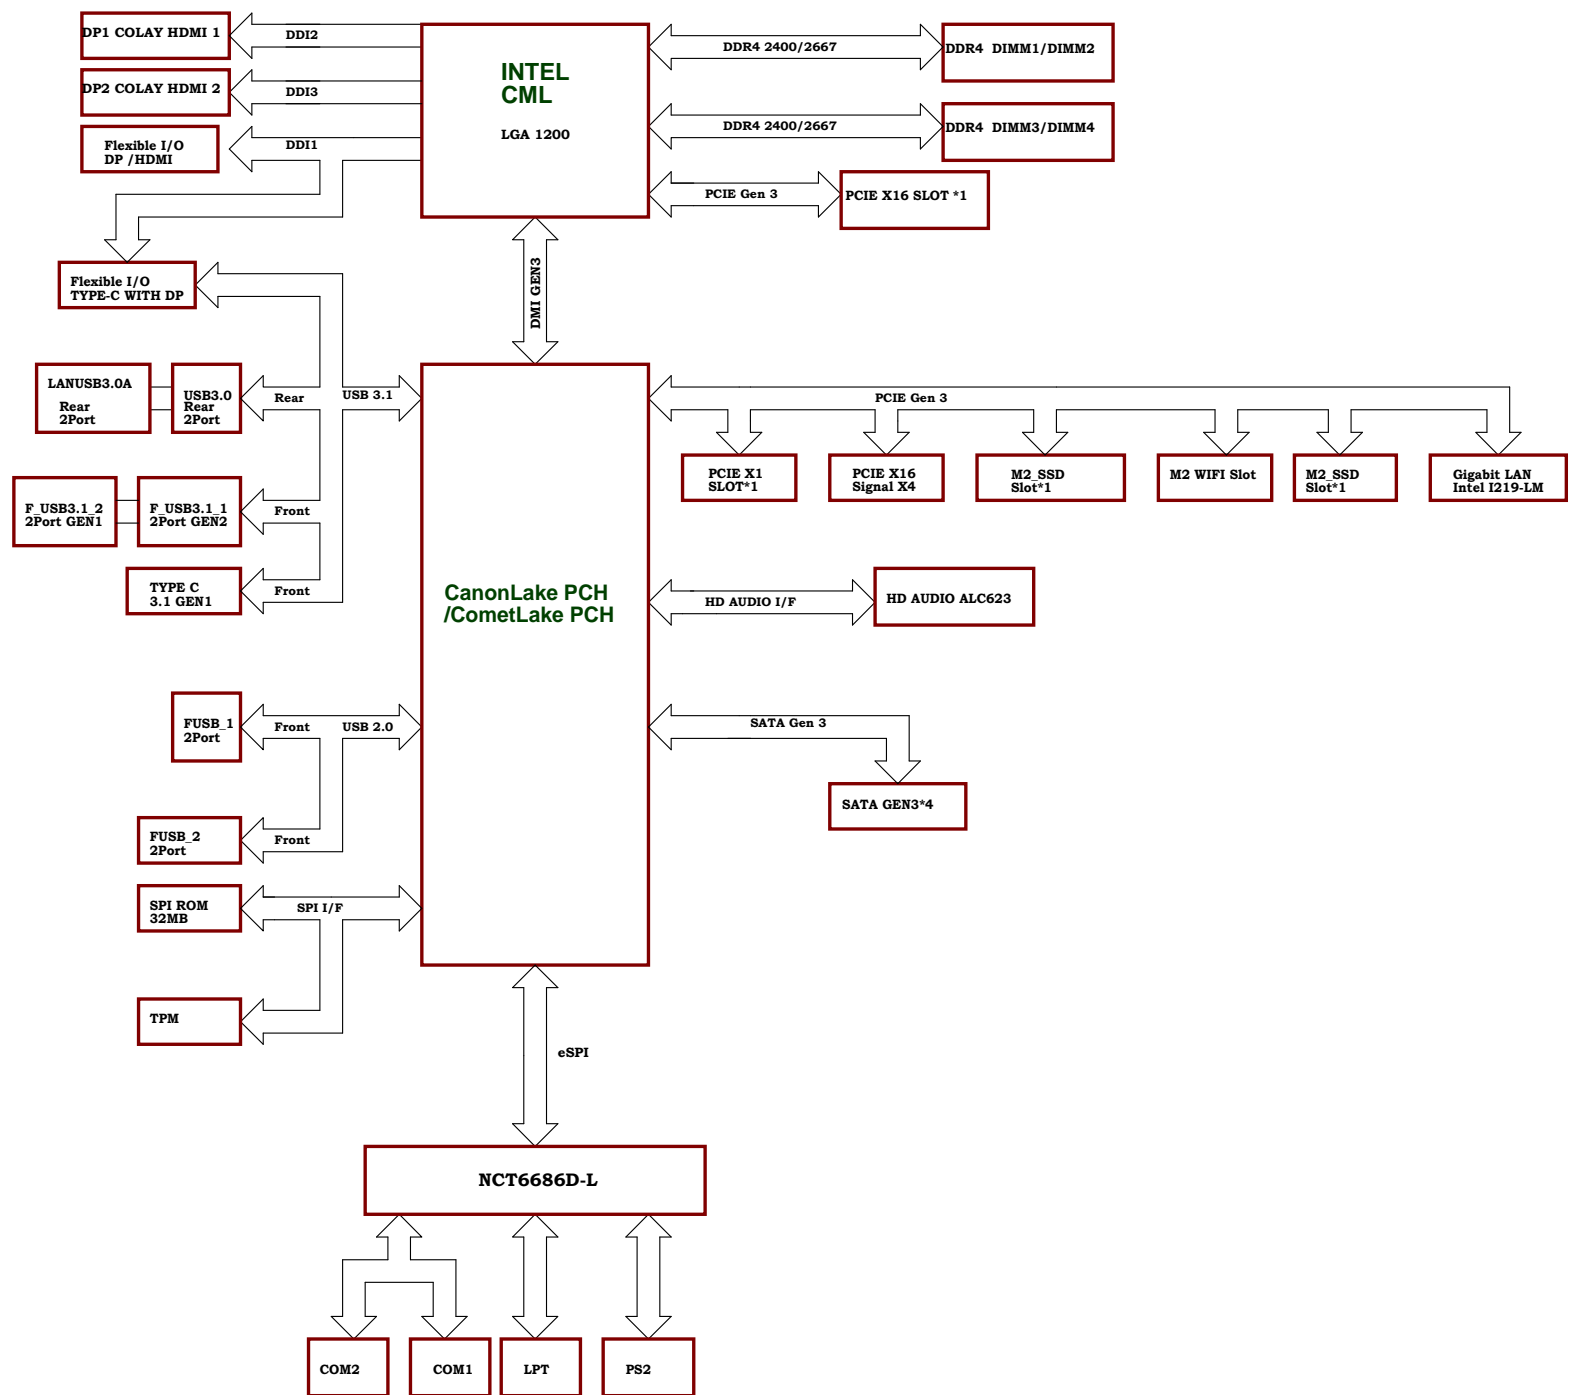 DP1 COLAY HDMI 1
DDI2
INTEL
CML
LGA 1200
DDR4 2400/2667
DDR4  DIMM1/DIMM2
DP2 COLAY HDMI 2
DDI3
DDR4 2400/2667
DDR4  DIMM3/DIMM4
Flexible I/O
DP /HDMI
DDI1
PCIE Gen 3
PCIE X16 SLOT *1
DMI GEN3
Flexible I/O
TYPE-C WITH DP
LANUSB3.0A
Rear
2Port
USB3.0
Rear
2Port
Rear
USB 3.1
PCIE Gen 3
PCIE X1
SLOT*1
PCIE X16
Signal X4
M2_SSD
Slot*1
M2 WIFI Slot
M2_SSD
Slot*1
Gigabit LAN
Intel I219-LM
F_USB3.1_2
2Port GEN1
F_USB3.1_1
2Port GEN2
Front
TYPE C
3.1 GEN1
Front
CanonLake PCH
/CometLake PCH
HD AUDIO I/F
HD AUDIO ALC623
FUSB_1
2Port
Front
USB 2.0
SATA Gen 3
SATA GEN3*4
FUSB_2
2Port
Front
SPI ROM
32MB
SPI I/F
TPM
eSPI
NCT6686D-L
COM2
COM1
LPT
PS2